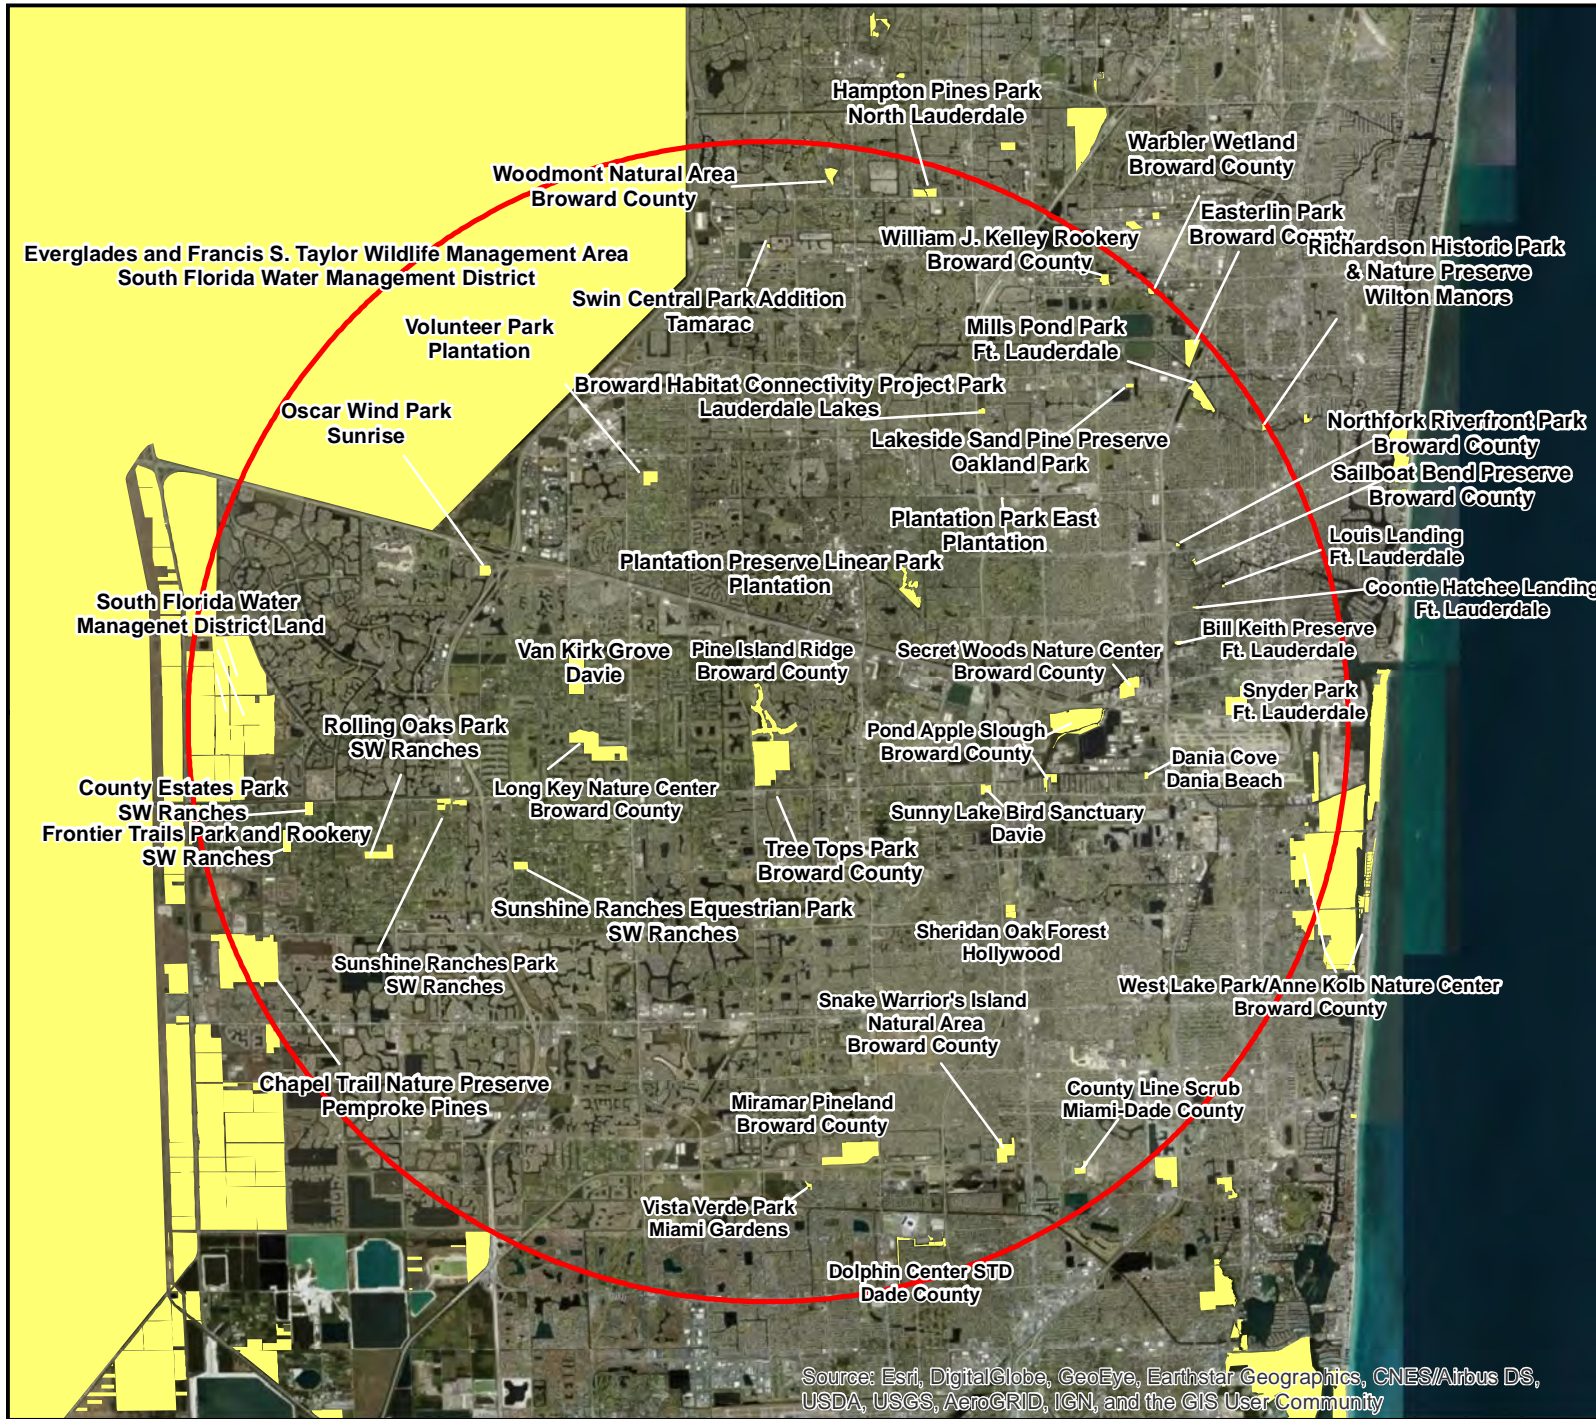 Hampton Pines Park
North Lauderdale
Warbler Wetland
Broward County
Woodmont Natural Area
Broward County
Easterlin Park
Broward County
William J. Kelley Rookery
Broward County
Richardson Historic Park
& Nature Preserve
Wilton Manors
Everglades and Francis S. Taylor Wildlife Management Area
South Florida Water Management District
Swin Central Park Addition
Tamarac
Volunteer Park
Plantation
Mills Pond Park
Ft. Lauderdale
Broward Habitat Connectivity Project Park
Lauderdale Lakes
Oscar Wind Park
Sunrise
Lakeside Sand Pine Preserve
Oakland Park
Northfork Riverfront Park
Broward County
Sailboat Bend Preserve
Broward County
Plantation Park East
Plantation
Louis Landing
Ft. Lauderdale
Plantation Preserve Linear Park
Plantation
Coontie Hatchee Landing
Ft. Lauderdale
South Florida Water
Managenet District Land
Bill Keith Preserve
Ft. Lauderdale
Van Kirk Grove
Davie
Pine Island Ridge
Broward County
Secret Woods Nature Center
Broward County
Snyder Park
Ft. Lauderdale
Rolling Oaks Park
SW Ranches
Pond Apple Slough
Broward County
Dania Cove
Dania Beach
County Estates Park
SW Ranches
Long Key Nature Center
Broward County
Sunny Lake Bird Sanctuary
Davie
Frontier Trails Park and Rookery
SW Ranches
Tree Tops Park
Broward County
Sunshine Ranches Equestrian Park
SW Ranches
Sheridan Oak Forest
Hollywood
Sunshine Ranches Park
SW Ranches
West Lake Park/Anne Kolb Nature Center
Broward County
Snake Warrior's Island
Natural Area
Broward County
Chapel Trail Nature Preserve
Pemproke Pines
County Line Scrub
Miami-Dade County
Miramar Pineland
Broward County
Vista Verde Park
Miami Gardens
Dolphin Center STD
Dade County
Source: Esri, DigitalGlobe, GeoEye, Earthstar Geographics, CNES/Airbus DS,
USDA, USGS, AeroGRID, IGN, and the GIS User Community